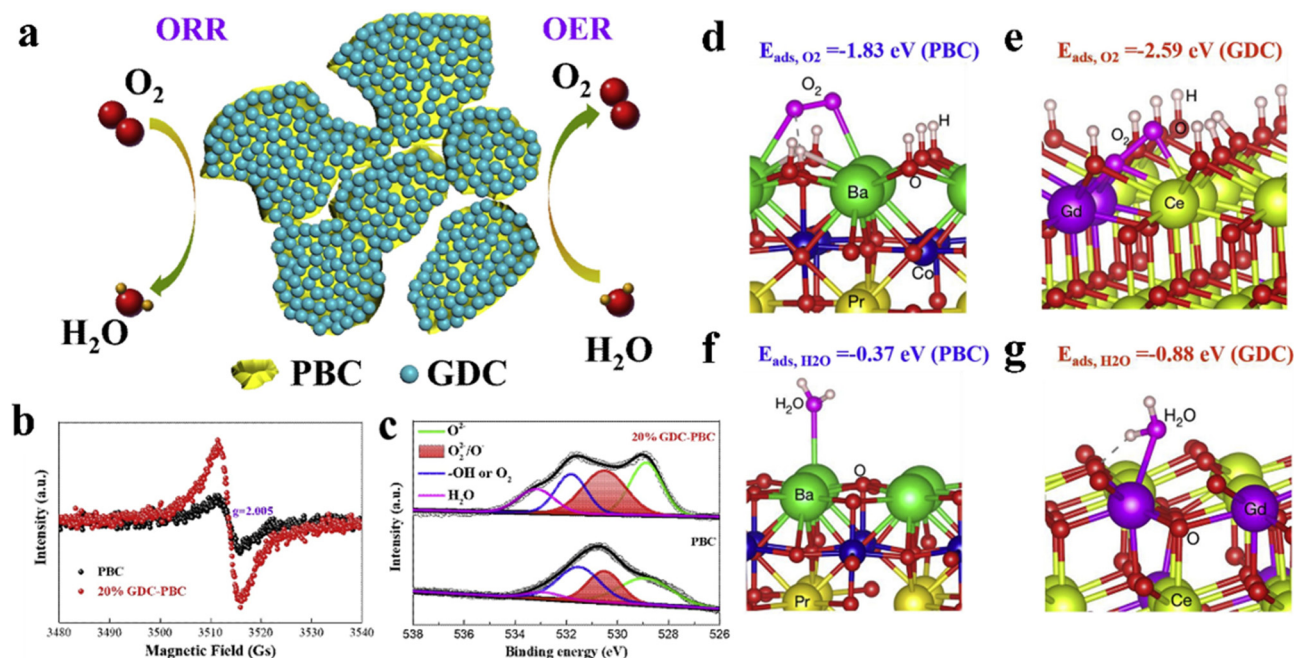 a
ORR
OER
O2
O2
H2O
H2O
PBC
GDC
b
Intensity (a.u.)
g=2.005
PBC
20% GDC-PBC
3480
3490
3500
3510
3520
3530
3540
Magnetic Field (Gs)
c
Intensity (a.u.)
O²⁻
O₂²⁻/O⁻
-OH or O₂
H₂O
20% GDC-PBC
PBC
538
536
534
532
530
528
526
Binding energy (eV)
d
Eads, O2 =-1.83 eV (PBC)
O₂
H
Ba
O
Co
Pr
e
Eads, O2 =-2.59 eV (GDC)
H
O₂
O
Gd
Ce
f
Eads, H2O =-0.37 eV (PBC)
H₂O
O
Ba
Pr
g
Eads, H2O =-0.88 eV (GDC)
H₂O
Gd
O
Ce